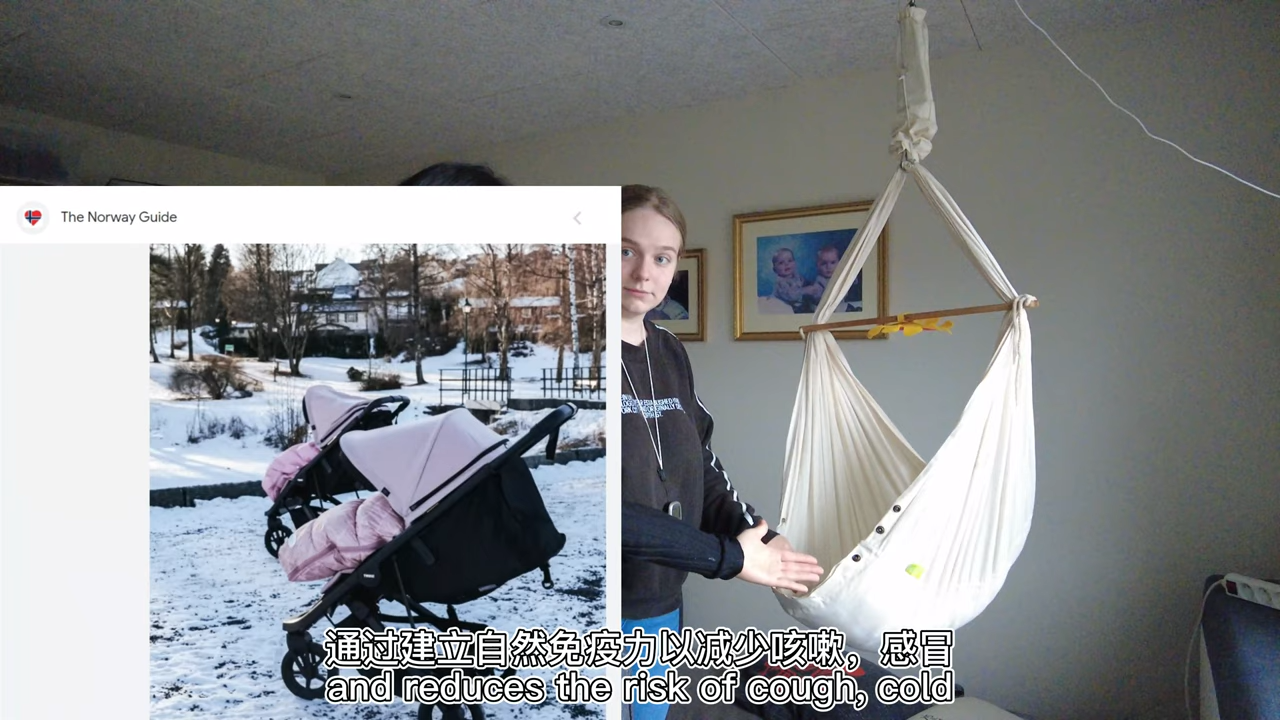 The Norway Guide
通过建立自然免疫力以减少咳嗽，感冒
and reduces the risk of cough, cold